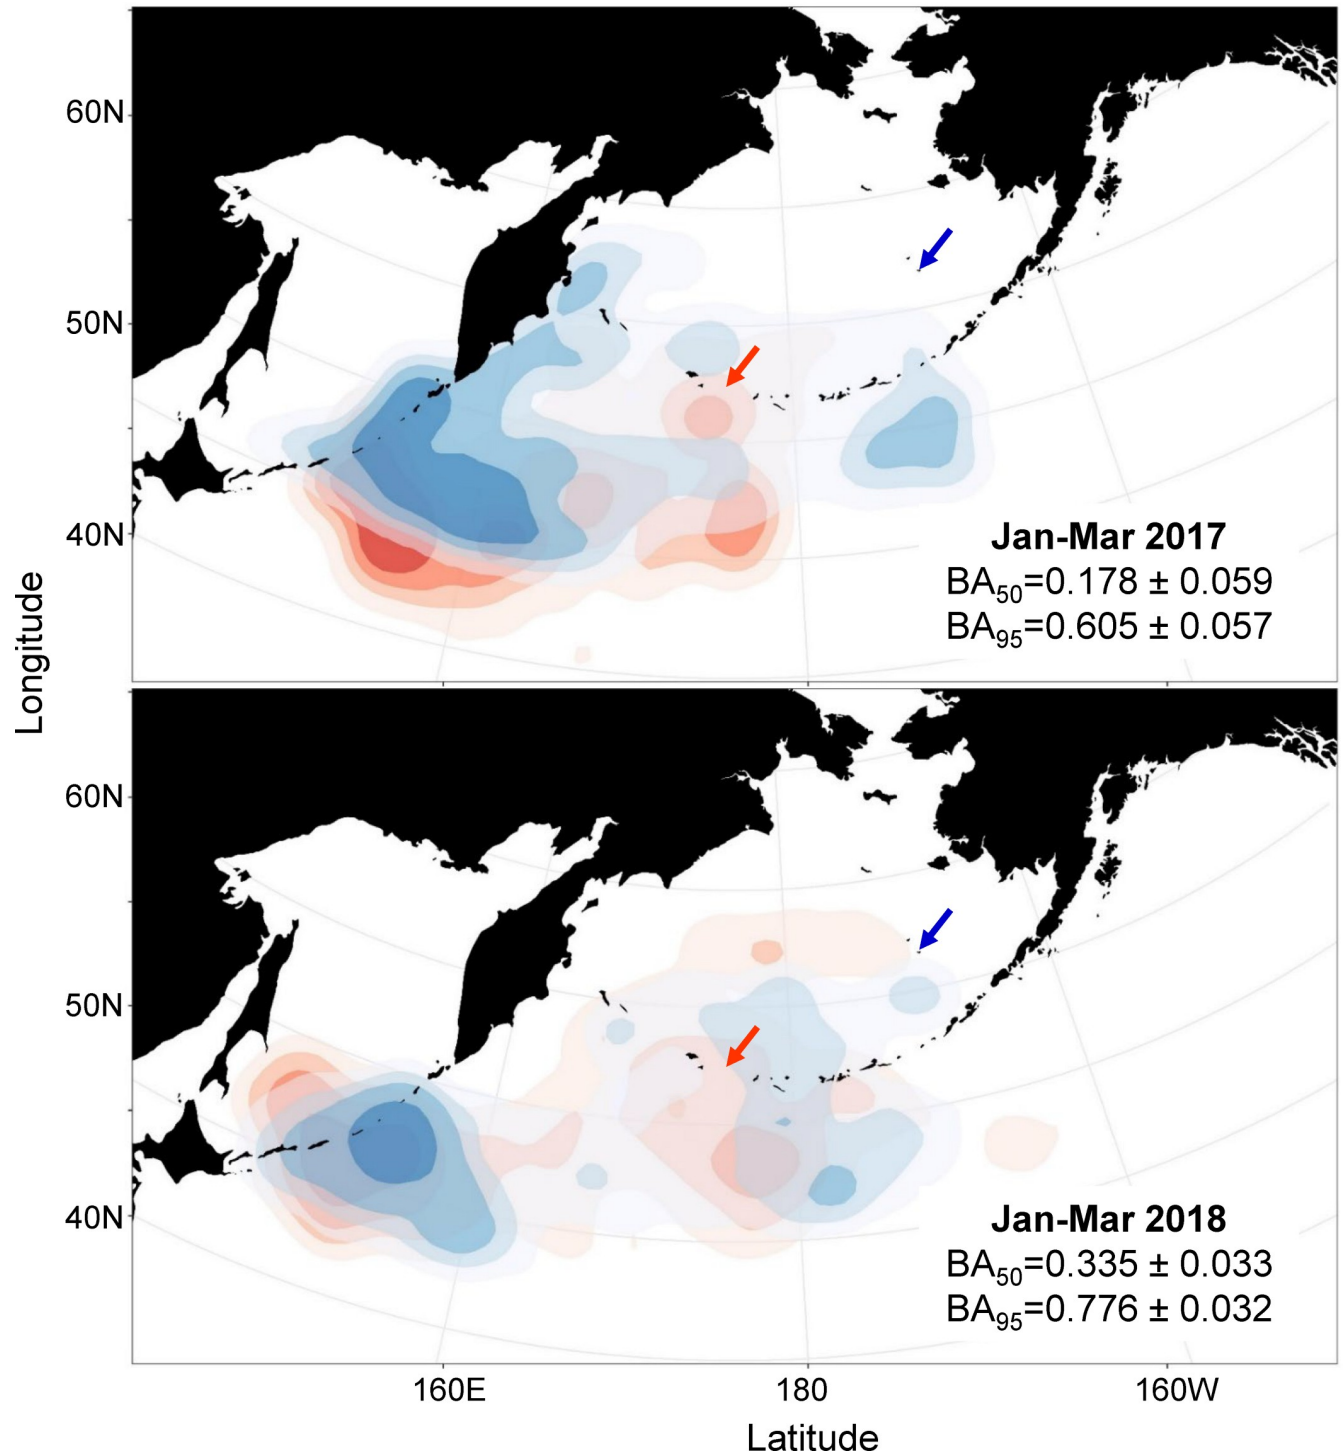 60N
50N
40N
Jan-Mar 2017
BA50=0.178 ± 0.059
BA95=0.605 ± 0.057
Longitude
60N
50N
40N
Jan-Mar 2018
BA50=0.335 ± 0.033
BA95=0.776 ± 0.032
160E 180 160W
Latitude